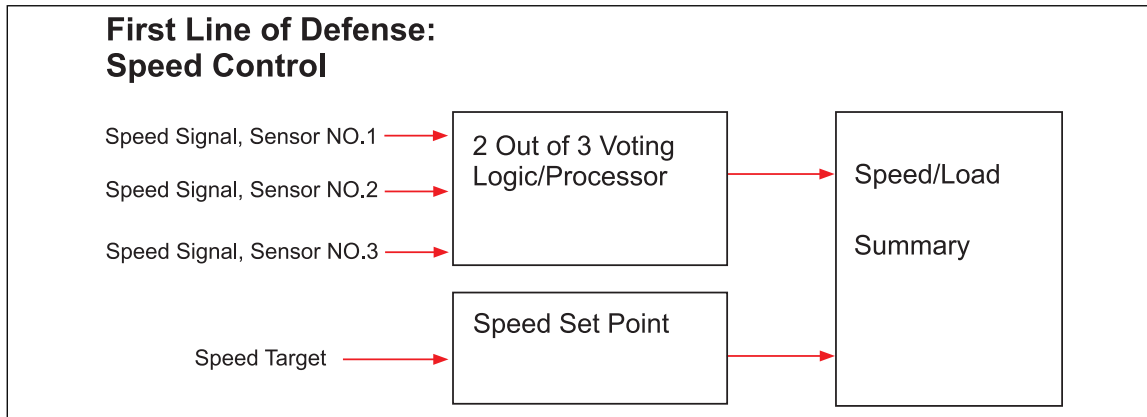 First Line of Defense:
Speed Control
Speed Signal, Sensor NO.1
Speed Signal, Sensor NO.2
Speed Signal, Sensor NO.3
2 Out of 3 Voting
Logic/Processor
Speed/Load
Summary
Speed Set Point
Speed Target